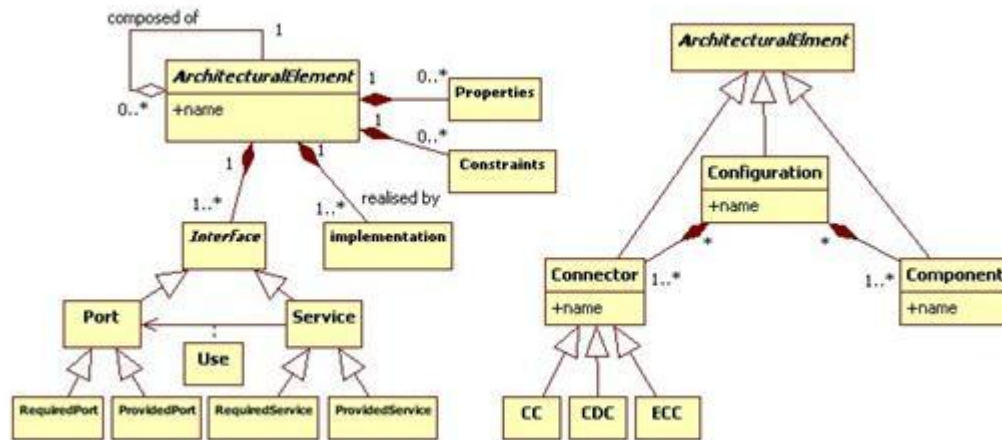 composed of
1
ArchitecturalElement
+name
0..*
1
0..*
Properties
1
0..*
Constraints
1
1
1..*
1..*
realised by
Interface
implementation
Port
Service
:
Use
RequiredPort
ProvidedPort
RequiredService
ProvidedService
ArchitecturalElment
Configuration
+name
*
*
1..*
1..*
Connector
+name
Component
+name
CC
CDC
ECC